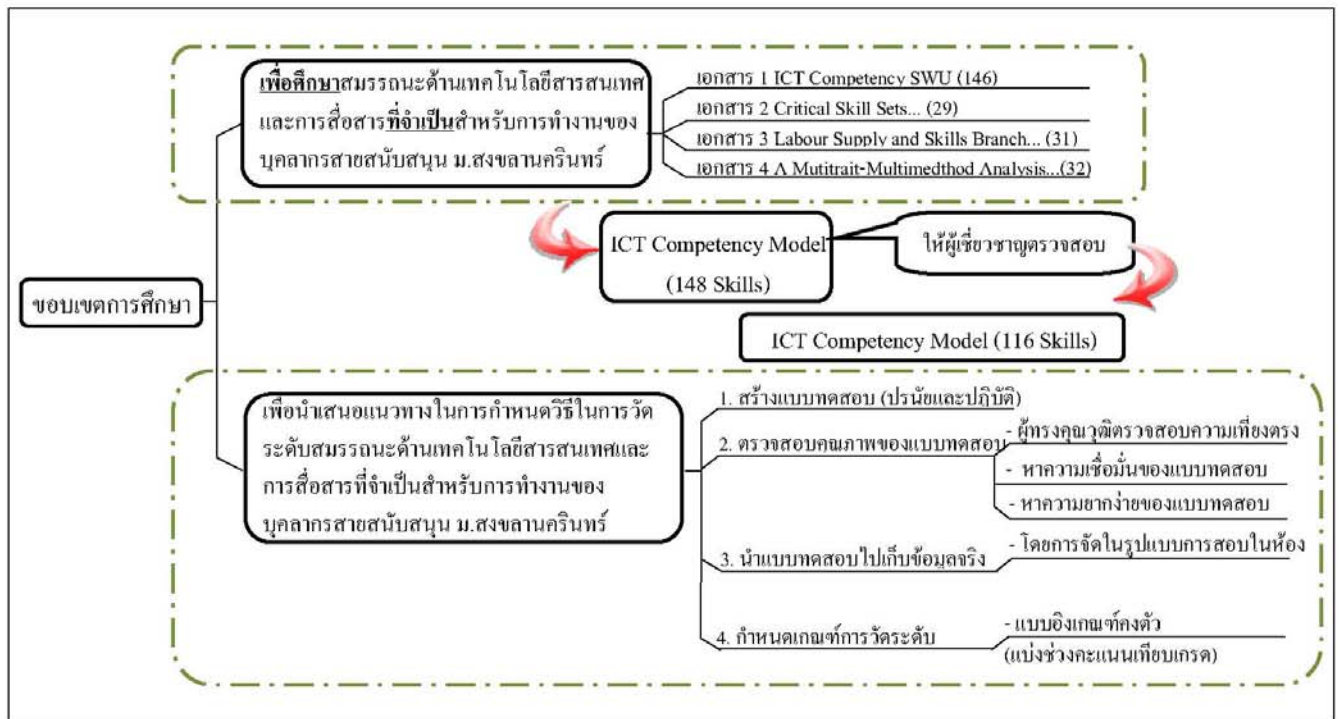 เพื่อศึกษาสมรรถนะด้านเทคโนโลยีสารสนเทศ
และการสื่อสารที่จำเป็นสำหรับการทำงานของ
บุคลากรสายสนับสนุน ม.สงขลานครินทร์
เอกสาร 1 ICT Competency SWU (146)
เอกสาร 2 Critical Skill Sets... (29)
เอกสาร 3 Labour Supply and Skills Branch... (31)
เอกสาร 4 A Mutitrait-Multimedthod Analysis...(32)
ICT Competency Model
(148 Skills)
ให้ผู้เชี่ยวชาญตรวจสอบ
ICT Competency Model (116 Skills)
ขอบเขตการศึกษา
เพื่อนำเสนอแนวทางในการกำหนดวิธีในการวัด
ระดับสมรรถนะด้านเทคโนโลยีสารสนเทศและ
การสื่อสารที่จำเป็นสำหรับการทำงานของ
บุคลากรสายสนับสนุน ม.สงขลานครินทร์
1. สร้างแบบทดสอบ (ปรนัยและปฏิบัติ)
2. ตรวจสอบคุณภาพของแบบทดสอบ
- ผู้ทรงคุณวุฒิตรวจสอบความเที่ยงตรง
- หาความเชื่อมั่นของแบบทดสอบ
- หาความยากง่ายของแบบทดสอบ
3. นำแบบทดสอบไปเก็บข้อมูลจริง
- โดยการจัดในรูปแบบการสอบในห้อง
4. กำหนดเกณฑ์การวัดระดับ
- แบบอิงเกณฑ์คงตัว
(แบ่งช่วงคะแนนเทียบเกรด)